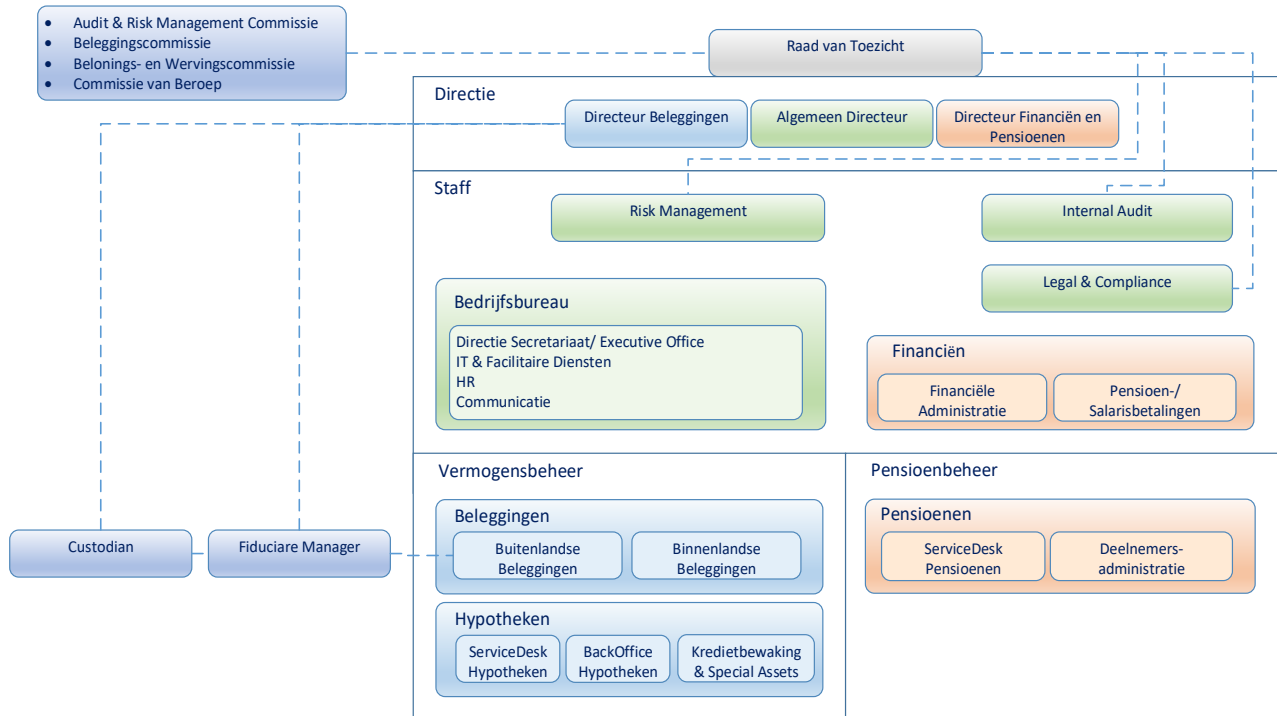 • Audit & Risk Management Commissie
• Beleggingscommissie
• Belonings- en Wervingscommissie
• Commissie van Beroep
Raad van Toezicht
Directie
Directeur Beleggingen
Algemeen Directeur
Directeur Financiën en
Pensioenen
Staff
Risk Management
Internal Audit
Legal & Compliance
Bedrijfsbureau
Directie Secretariaat/ Executive Office
IT & Facilitaire Diensten
HR
Communicatie
Financiën
Financiële
Administratie
Pensioen-/
Salarisbetalingen
Vermogensbeheer
Pensioenbeheer
Custodian
Fiduciare Manager
Beleggingen
Buitenlandse
Beleggingen
Binnenlandse
Beleggingen
Pensioenen
ServiceDesk
Pensioenen
Deelnemers-
administratie
Hypotheken
ServiceDesk
Hypotheken
BackOffice
Hypotheken
Kredietbewaking
& Special Assets